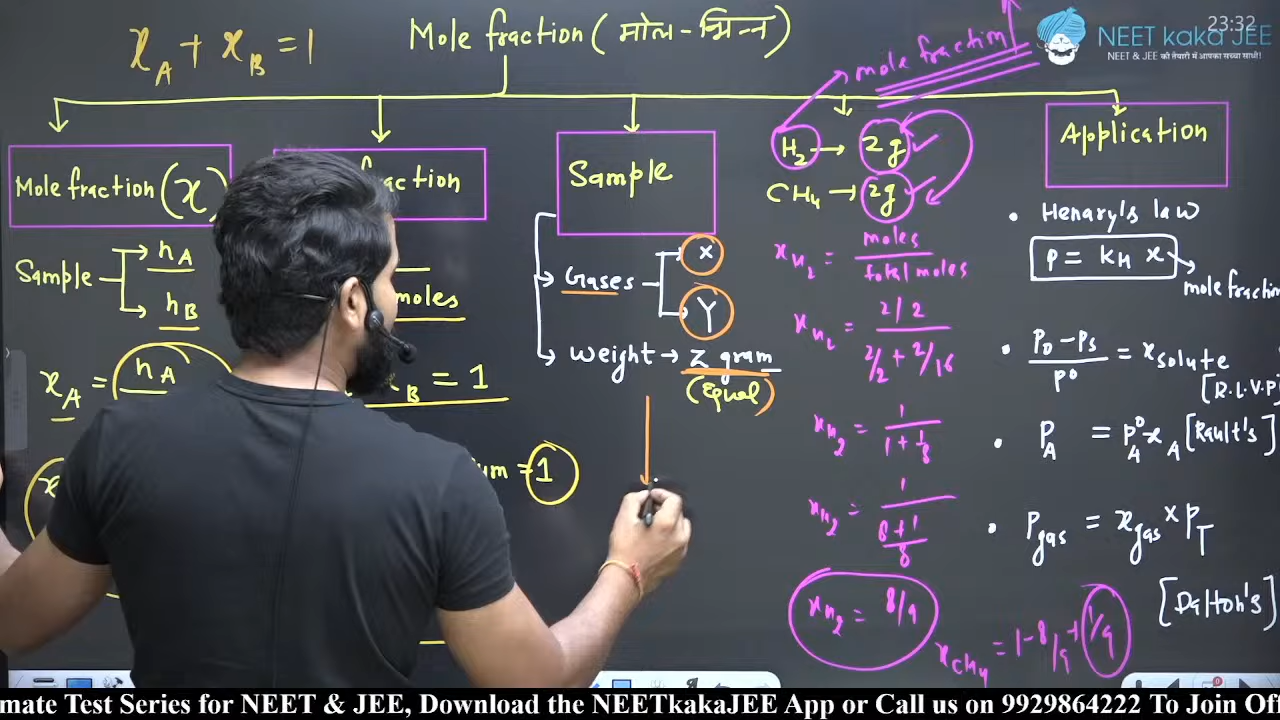 x_A + x_B = 1
Mole fraction (मोल-भिन्न)
mole fraction
23:32
NEET kaka JEE
NEET & JEE की तैयारी में आपका सच्चा साथी!
Mole fraction (x)
Sample
n_A
n_B
x_A = n_A
action
moles
= 1
um = 1
Sample
Gases
X
Y
Weight → Z gram
(Equal)
H₂ → 2g
CH₄ → 2g
x_H₂ = moles / total moles
x_H₂ = 2/2 / 2/2 + 2/16
x_H₂ = 1 / 1 + 1/8
x_H₂ = 1 / 8+1/8
x_H₂ = 8/9
x_CH₄ = 1 - 8/9 = 1/9
Application
• Henary's law
P = K_H x
mole fraction
• P⁰ - Ps / P⁰ = x_solute
[R.L.V.P]
• P_A = P⁰_A x_A [Rault's]
• P_gas = x_gas × P_T
[Dalton's]
mate Test Series for NEET & JEE, Download the NEETkakaJEE App or Call us on 9929864222 To Join Of